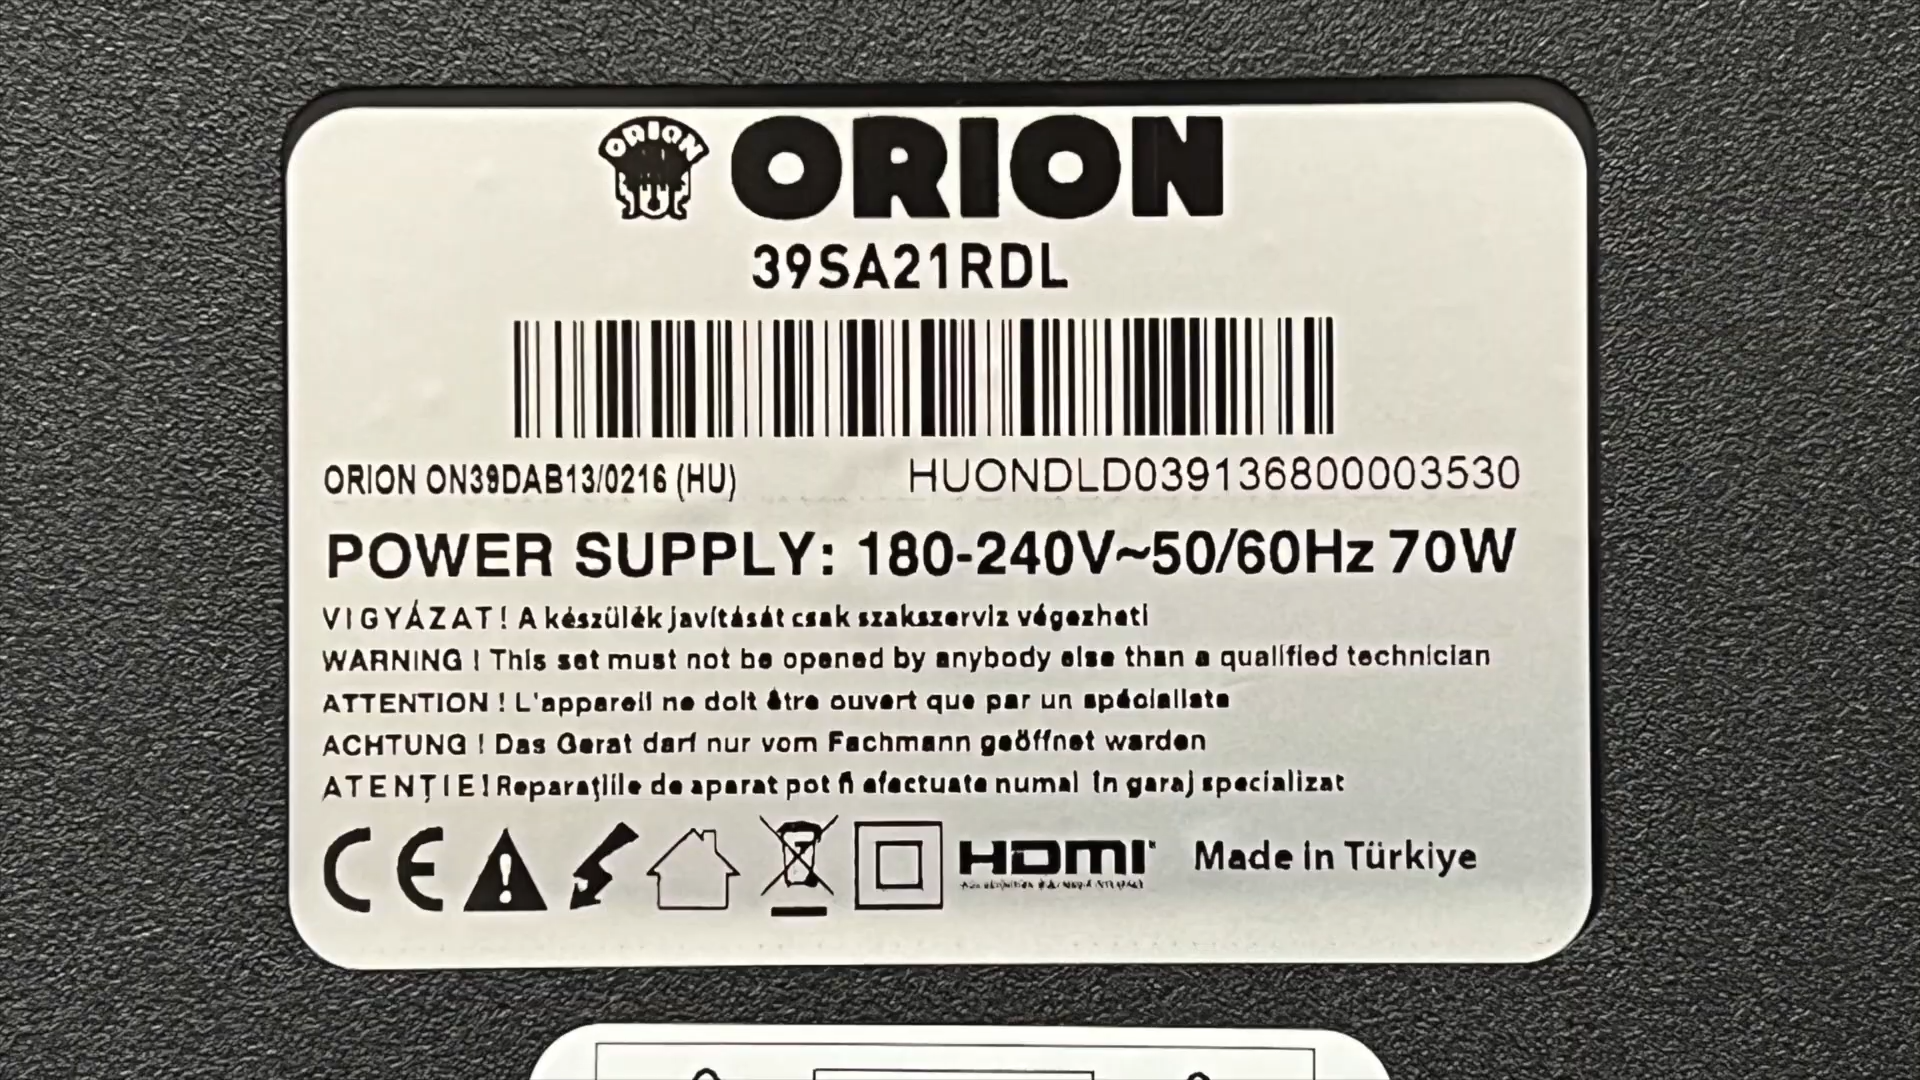 ORION
ORION
39SA21RDL
ORION ON39DAB13/0216 (HU)
HUONDLD039136800003530
POWER SUPPLY: 180-240V~50/60Hz 70W
VIGYÁZAT! A készülék javítását csak szakszerviz végezheti
WARNING ! This set must not be opened by anybody else than a qualified technician
ATTENTION ! L'appareil ne doit être ouvert que par un spécialiste
ACHTUNG ! Das Gerat darf nur vom Fachmann geöffnet warden
ATENȚIE! Reparațiile de aparat pot fi efectuate numai în garaj specializat
CE
HDMI
Made in Türkiye